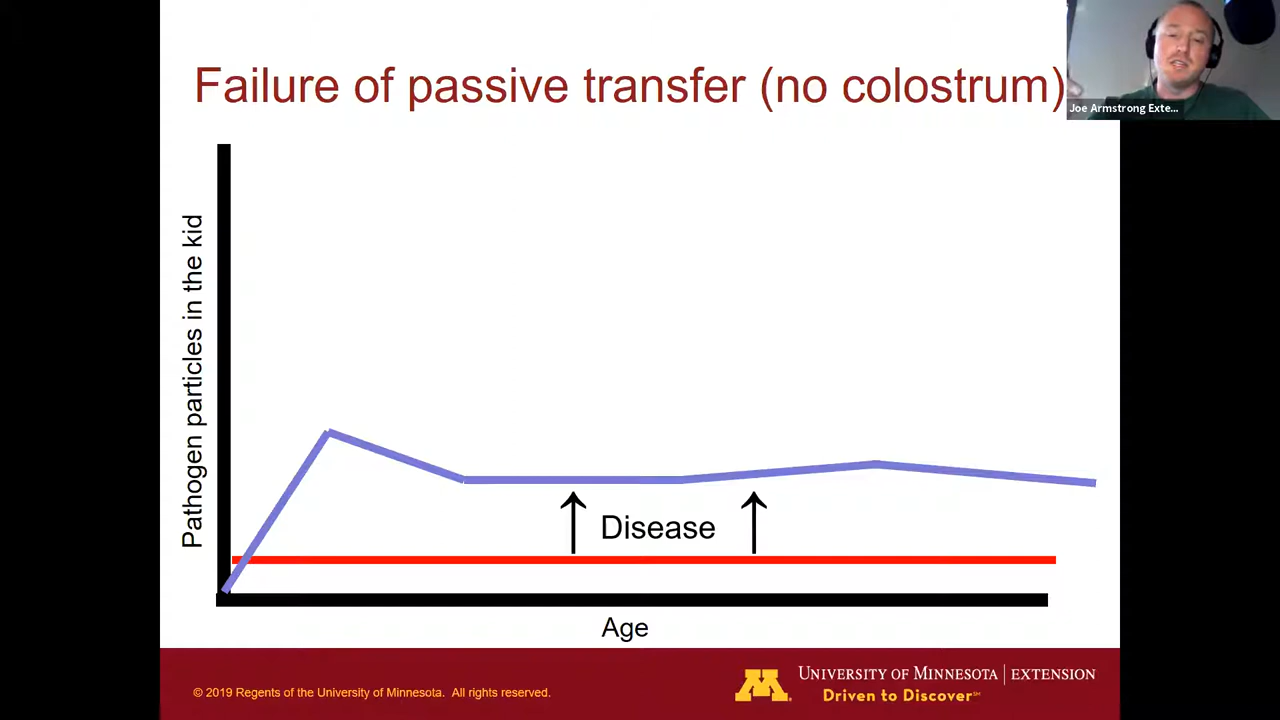 Failure of passive transfer (no colostrum)
Joe Armstrong Exte...
Pathogen particles in the kid
Disease
Age
© 2019 Regents of the University of Minnesota. All rights reserved.
UNIVERSITY OF MINNESOTA | EXTENSION
Driven to Discover℠